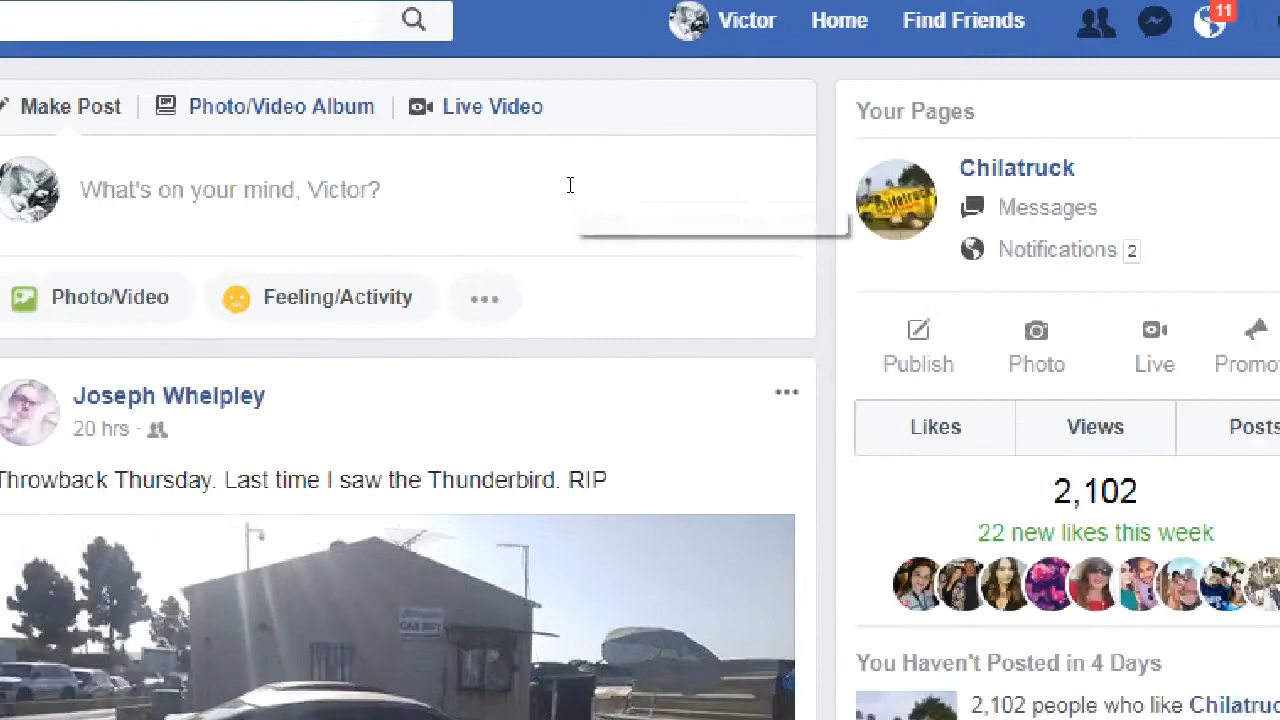 Victor Home Find Friends 11
Make Post Photo/Video Album Live Video
What's on your mind, Victor?
Photo/Video Feeling/Activity
Joseph Whelpley
20 hrs ·
Throwback Thursday. Last time I saw the Thunderbird. RIP
Your Pages
Chilatruck
Messages
Notifications 2
Publish Photo Live Promo
Likes Views Posts
2,102
22 new likes this week
You Haven't Posted in 4 Days
2,102 people who like Chilatruc